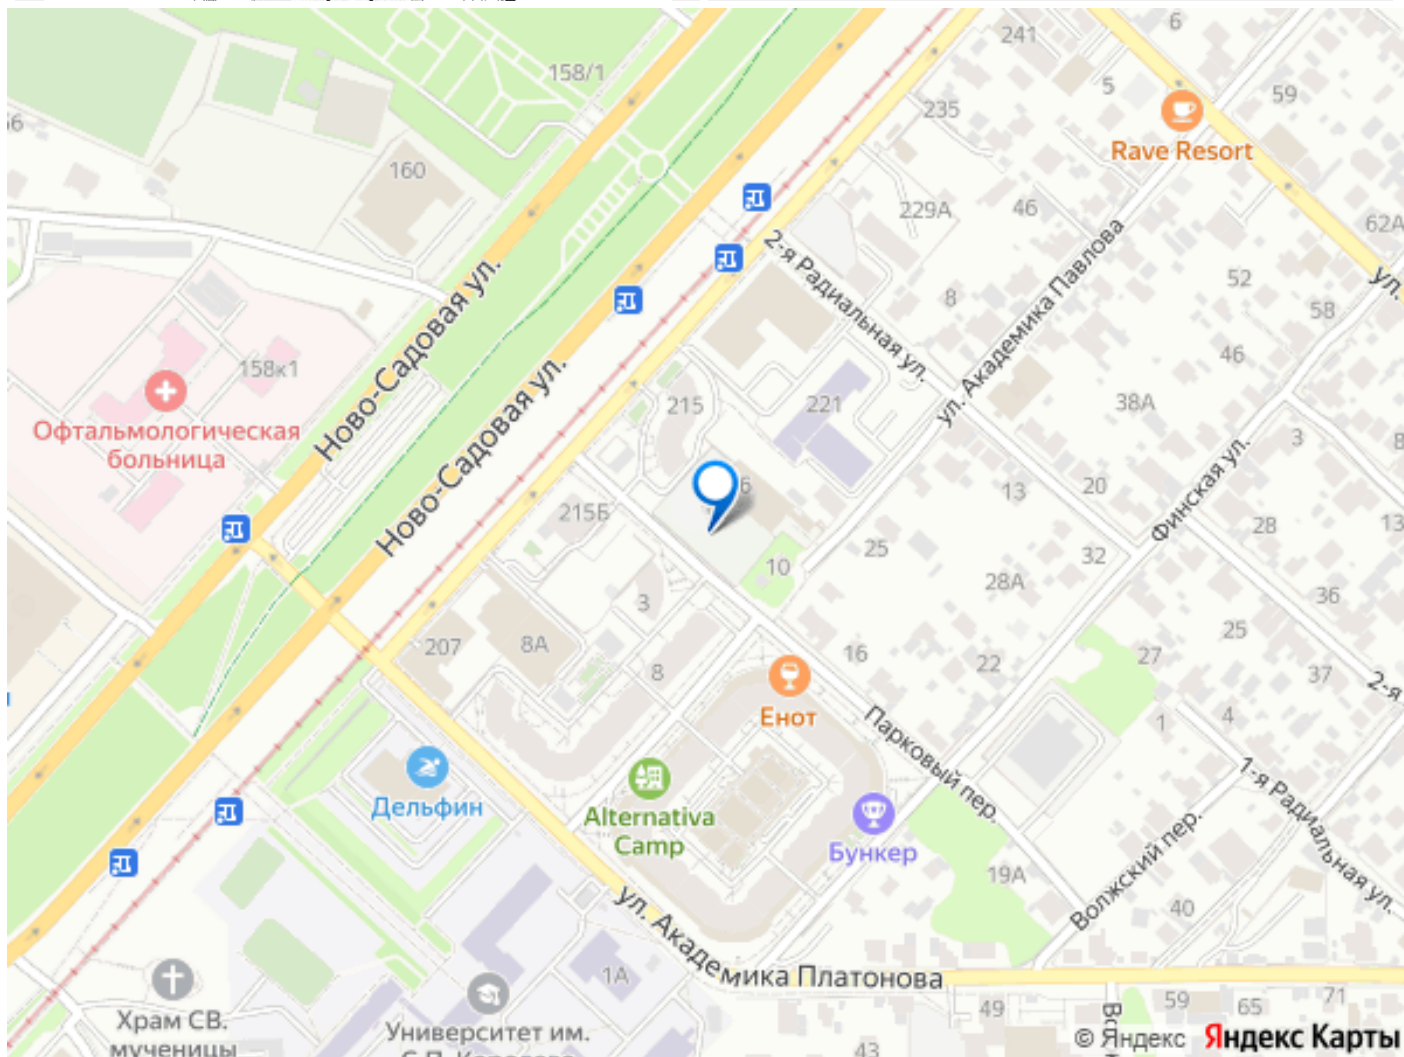 241
6
158/1
5
59
235
Rave Resort
160
229А
46
62А
2-я Радиальная ул.
ул. Академика Павлова
ул.
52
8
58
Ново-Садовая ул.
46
158к1
Офтальмологическая
больница
Ново-Садовая ул.
215
221
38А
3
Финская ул.
13
20
215Б
28
13
25
32
10
28А
36
3
25
207
8А
16
22
27
37
8
2-я
Енот
Парковый пер.
1
4
1-я Радиальная ул.
Дельфин
Alternativa
Camp
Бункер
Волжский пер.
19А
40
ул. Академика Платонова
1А
49
59
65
71
Храм СВ.
мученицы
Университет им.
43
© Яндекс Яндекс Карты